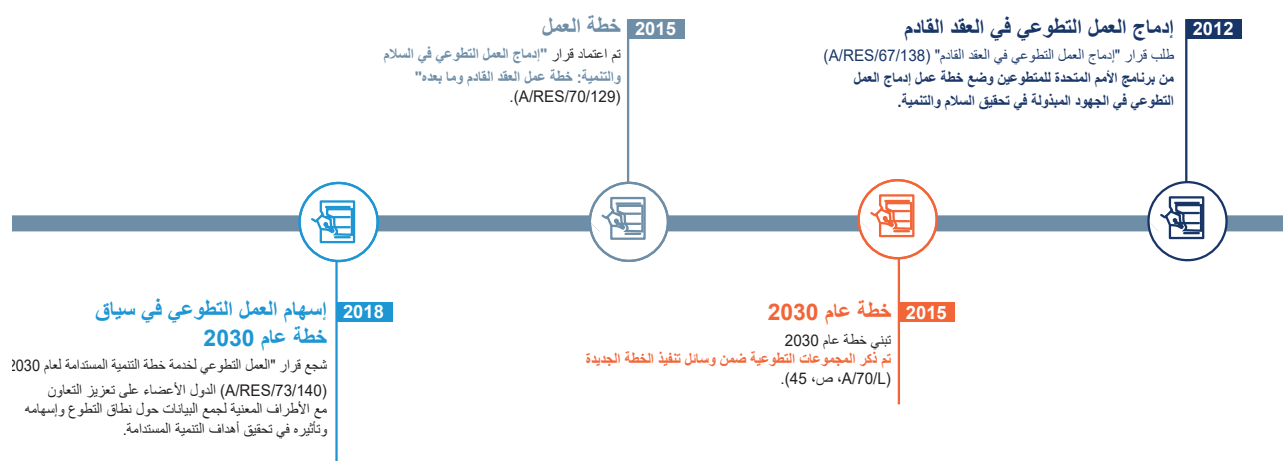 2012 إدماج العمل التطوعي في العقد القادم
طلب قرار "إدماج العمل التطوعي في العقد القادم" (A/RES/67/138)
من برنامج الأمم المتحدة للمتطوعين وضع خطة عمل إدماج العمل
التطوعي في الجهود المبذولة في تحقيق السلام والتنمية.
2015 خطة العمل
تم اعتماد قرار "إدماج العمل التطوعي في السلام
والتنمية: خطة عمل العقد القادم وما بعده"
(A/RES/70/129).
2015 خطة عام 2030
تبني خطة عام 2030
تم ذكر المجموعات التطوعية ضمن وسائل تنفيذ الخطة الجديدة
(A/70/L، ص، 45).
2018 إسهام العمل التطوعي في سياق
خطة عام 2030
شجع قرار "العمل التطوعي لخدمة خطة التنمية المستدامة لعام 2030
(A/RES/73/140) الدول الأعضاء على تعزيز التعاون
مع الأطراف المعنية لجمع البيانات حول نطاق التطوع وإسهامه
وتأثيره في تحقيق أهداف التنمية المستدامة.